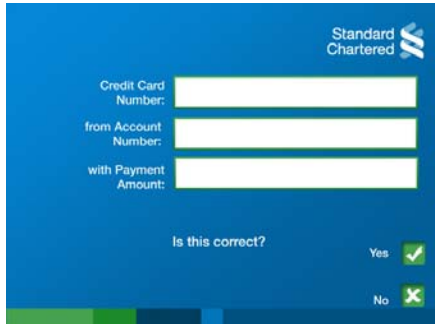 Standard
Chartered
Credit Card
Number:
from Account
Number:
with Payment
Amount:
Is this correct?
Yes
No